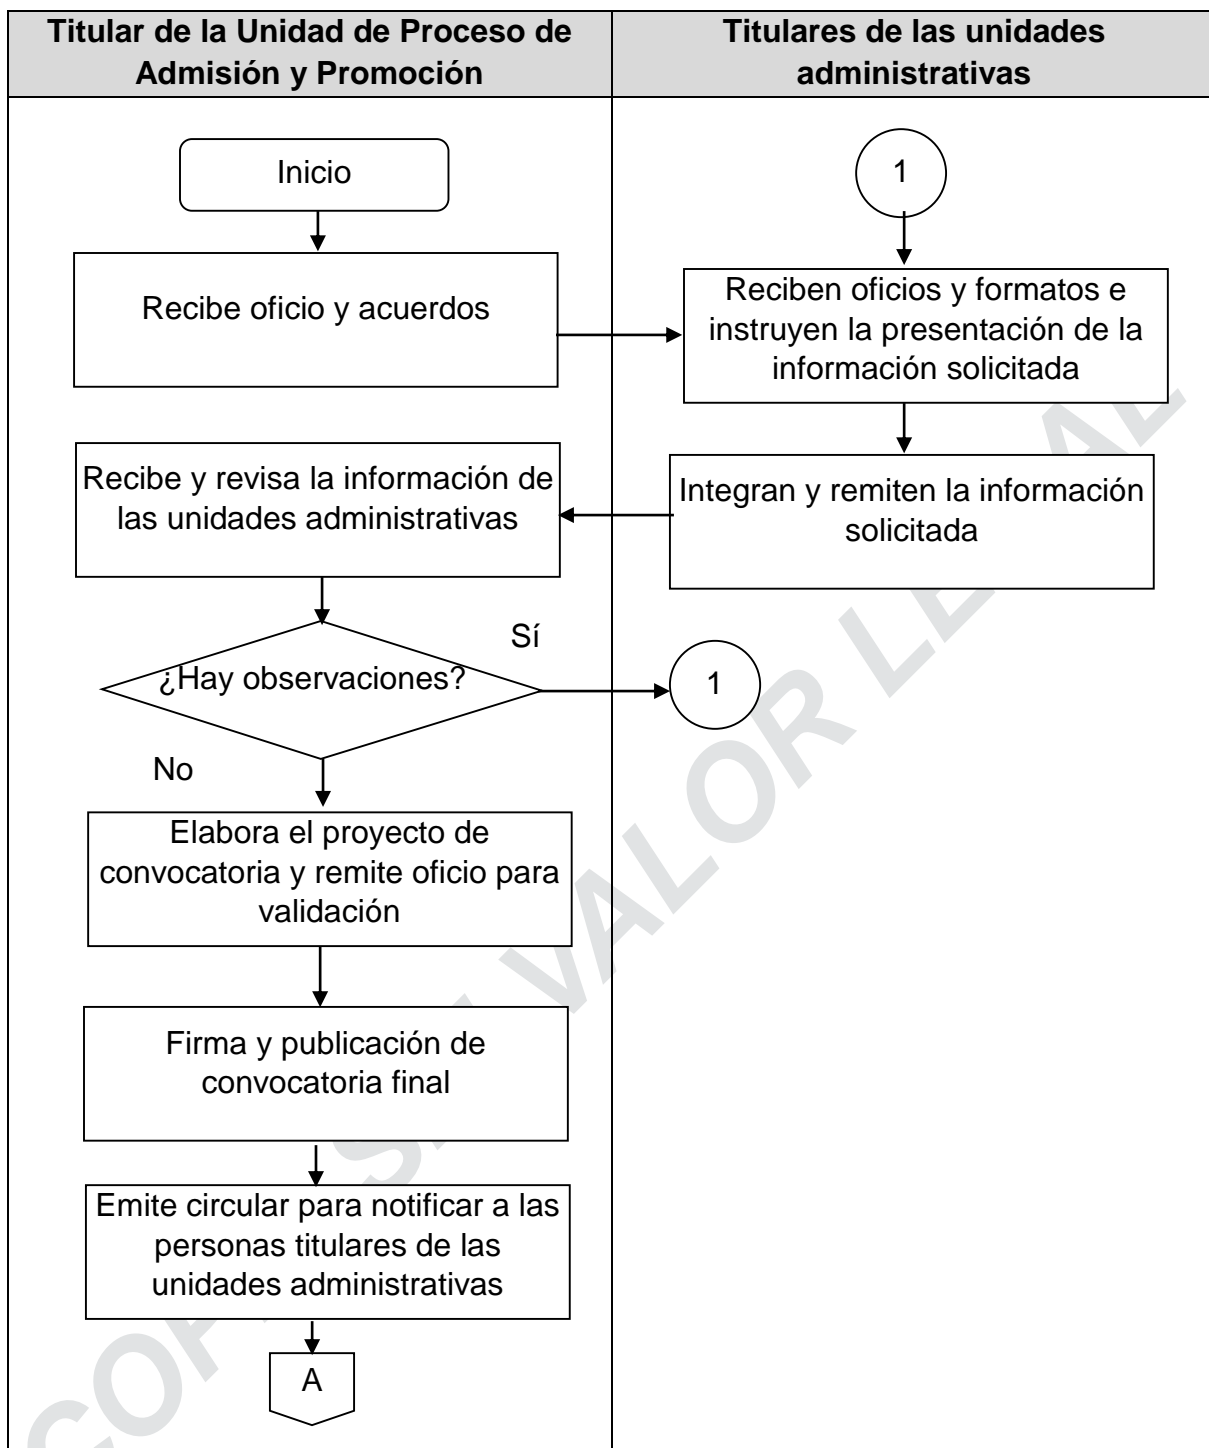 Titular de la Unidad de Proceso de
Admisión y Promoción
Titulares de las unidades
administrativas
Inicio
1
Recibe oficio y acuerdos
Reciben oficios y formatos e
instruyen la presentación de la
información solicitada
Recibe y revisa la información de
las unidades administrativas
Integran y remiten la información
solicitada
¿Hay observaciones?
Sí
1
No
Elabora el proyecto de
convocatoria y remite oficio para
validación
Firma y publicación de
convocatoria final
Emite circular para notificar a las
personas titulares de las
unidades administrativas
A
VALOR